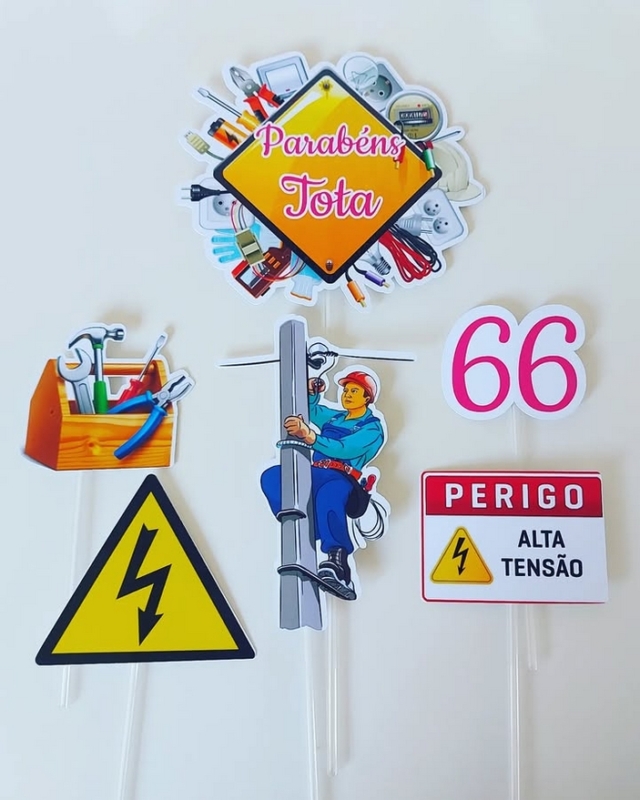 Parabéns
Tota
66
PERIGO
ALTA
TENSÃO